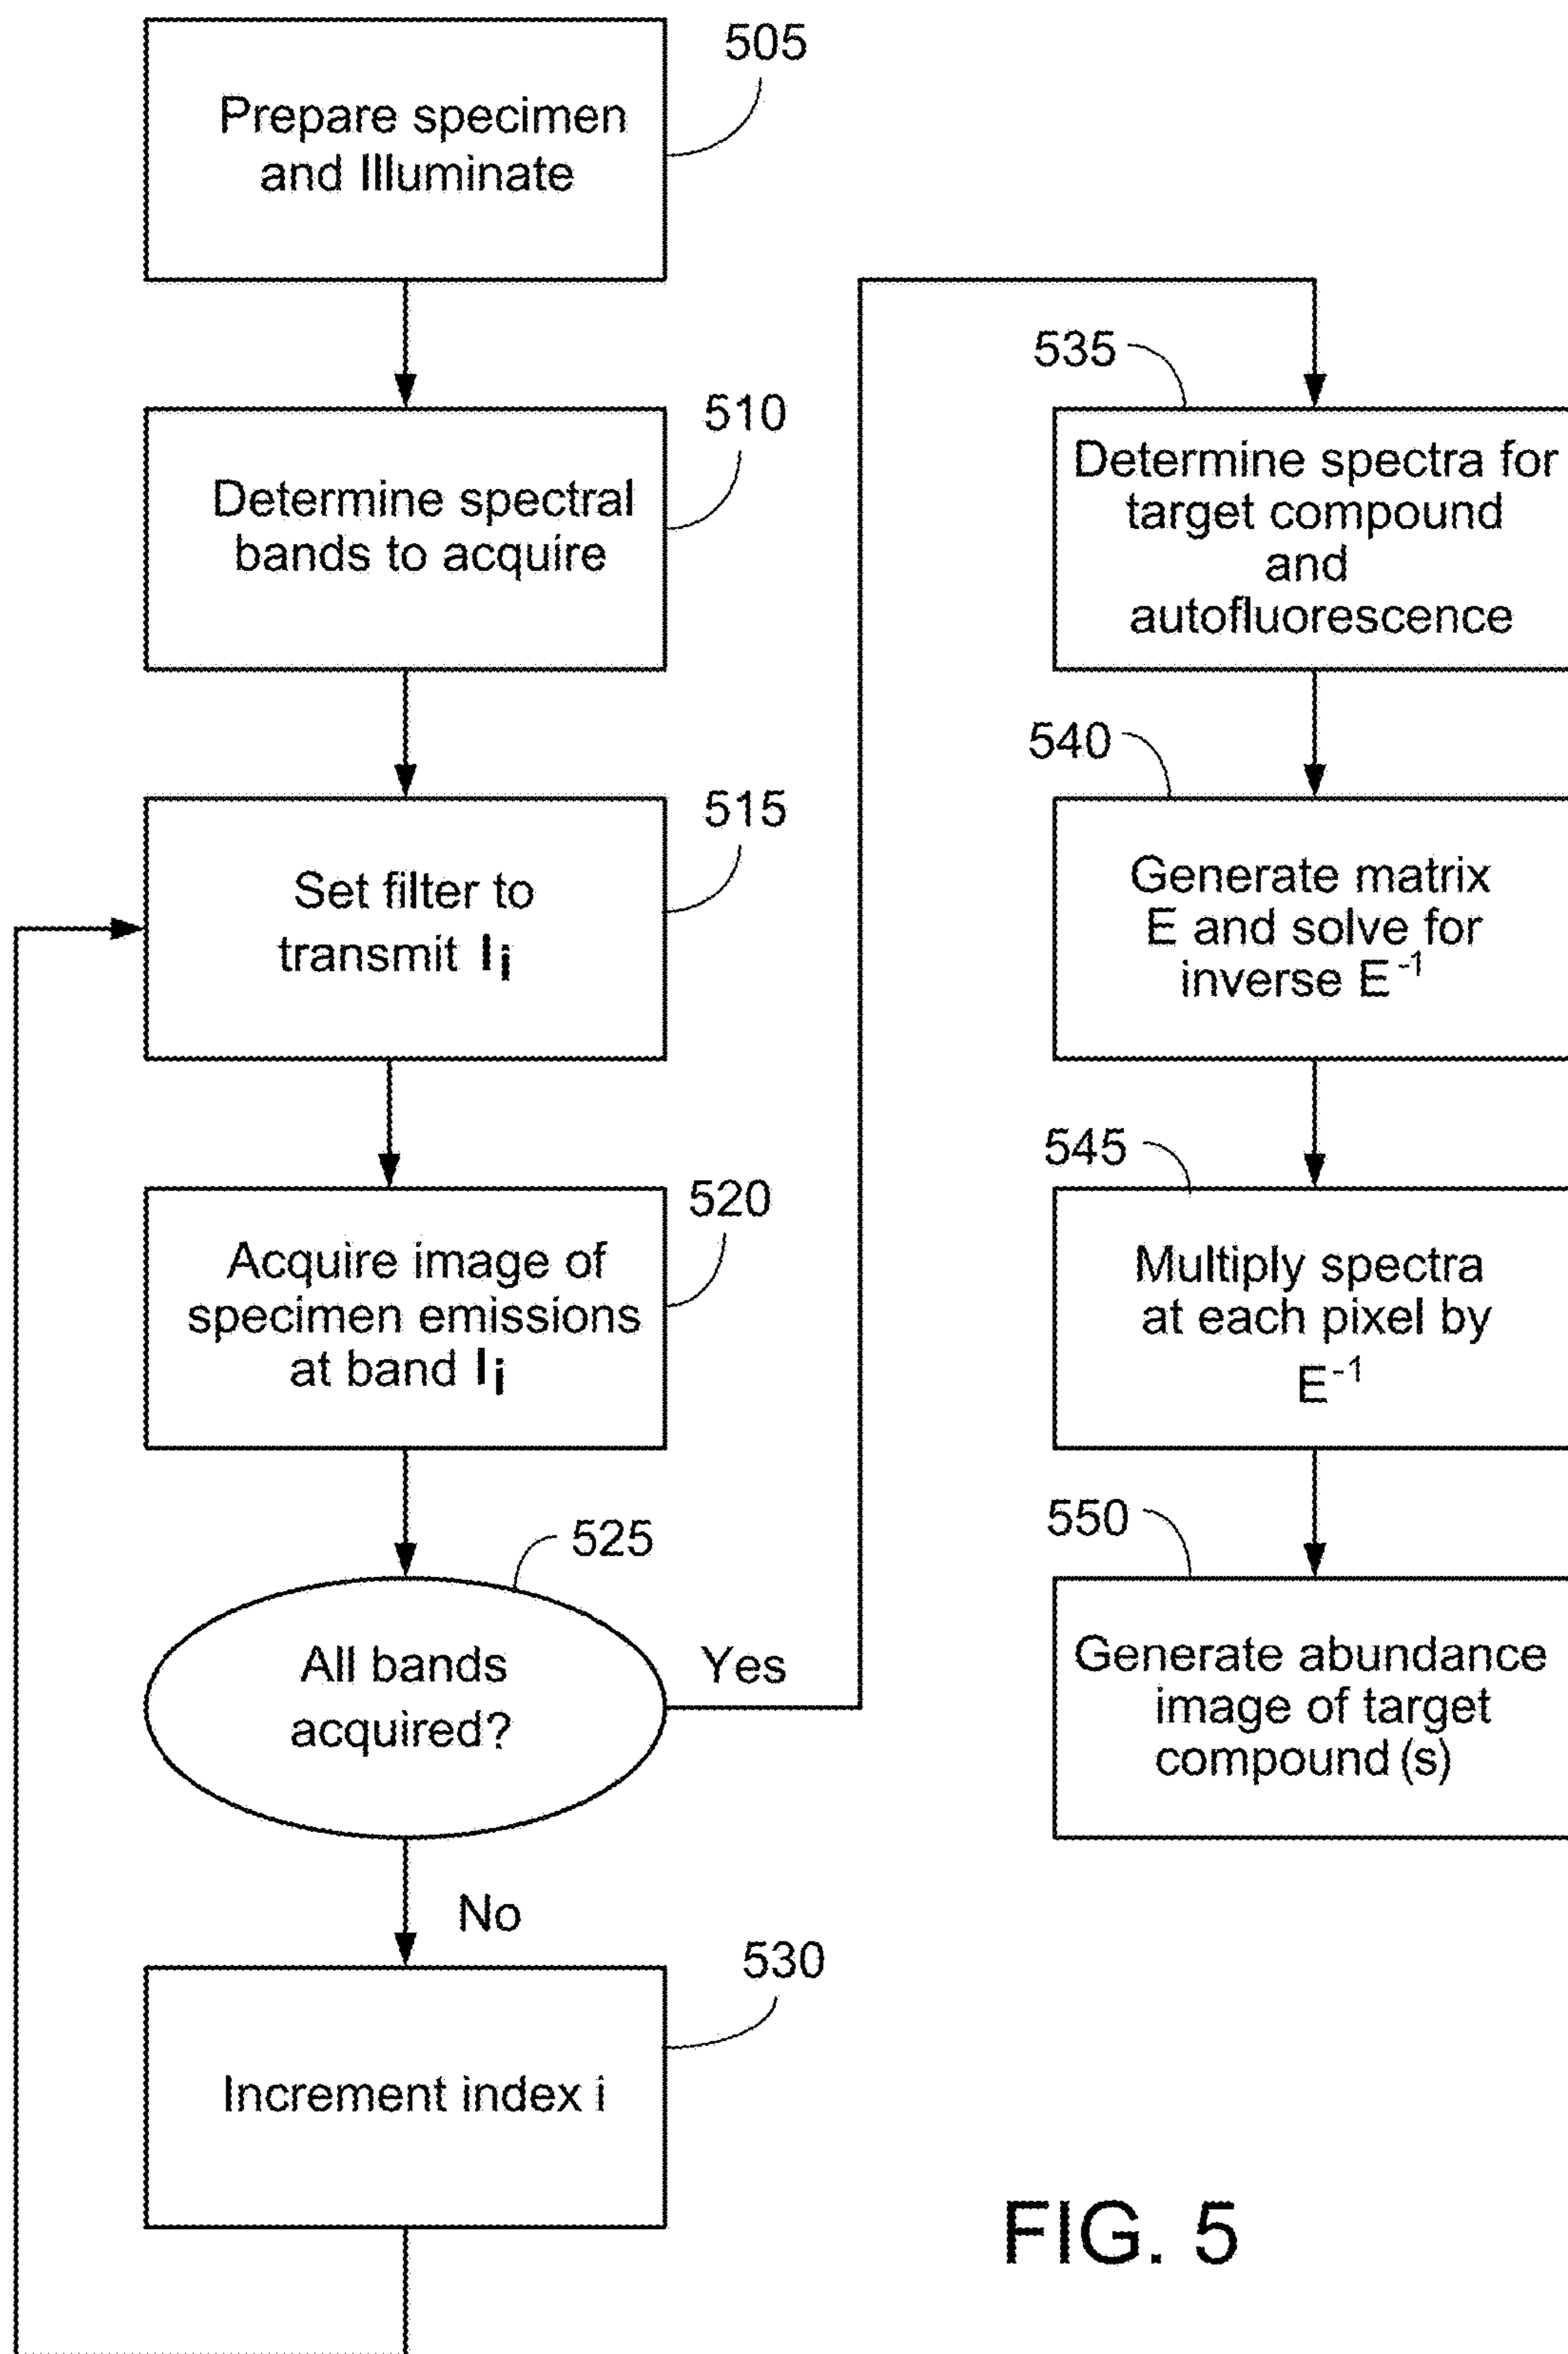 505
Prepare specimen
and Illuminate
510
Determine spectral
bands to acquire
515
Set filter to
transmit Ii
520
Acquire image of
specimen emissions
at band Ii
525
All bands
acquired?
Yes
No
530
Increment index i
535
Determine spectra for
target compound
and
autofluorescence
540
Generate matrix
E and solve for
inverse E⁻¹
545
Multiply spectra
at each pixel by
E⁻¹
550
Generate abundance
image of target
compound (s)
FIG. 5